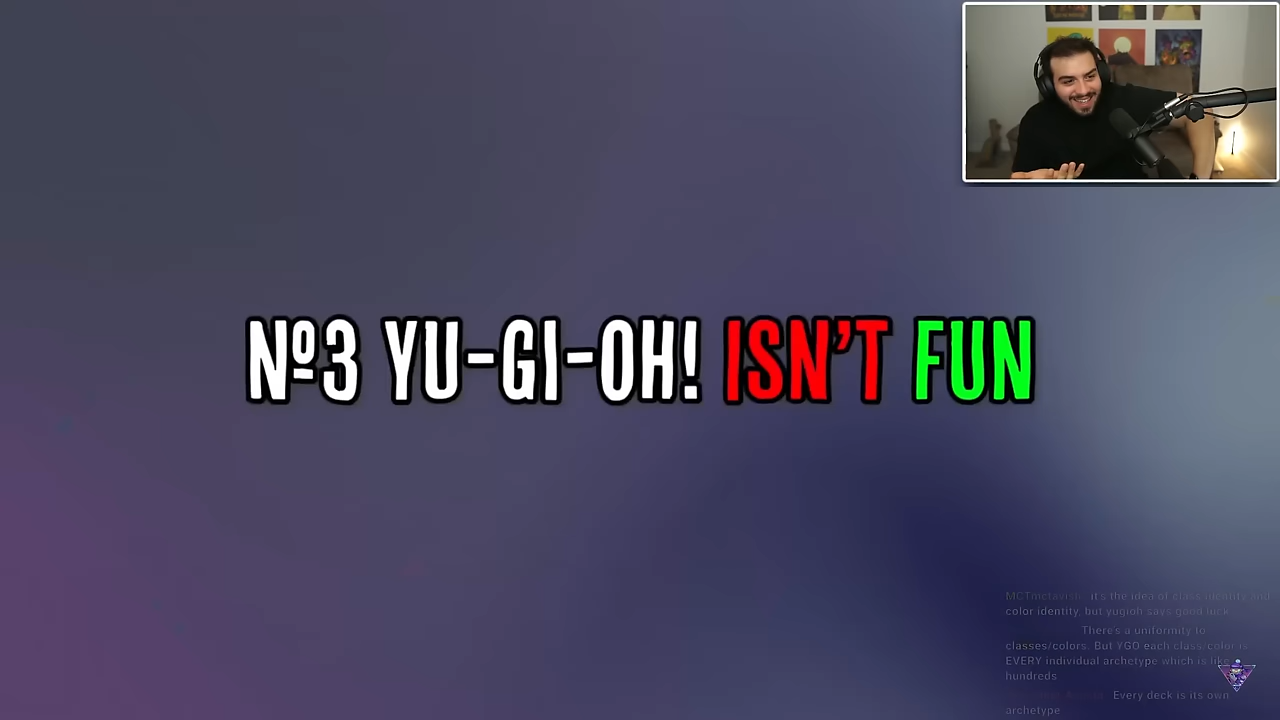 №3 YU-GI-OH! ISN'T FUN
MCTmctavish: it's the idea of class identity and
color identity, but yugioh says good luck
There's a uniformity to
classes/colors. But YGO each class/color is
EVERY individual archetype which is like
hundreds
Every deck is its own
archetype